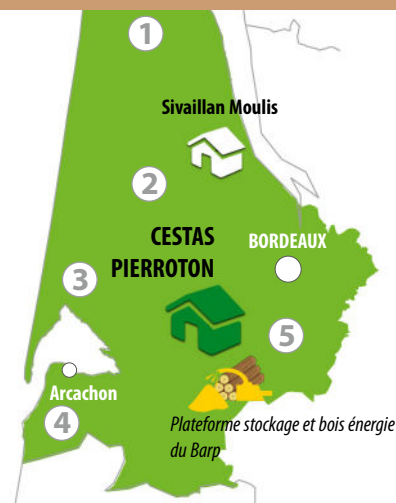 1
Sivaillan Moulis
2
CESTAS
PIERROTON
BORDEAUX
3
5
Arcachon
4
Plateforme stockage et bois énergie
du Barp